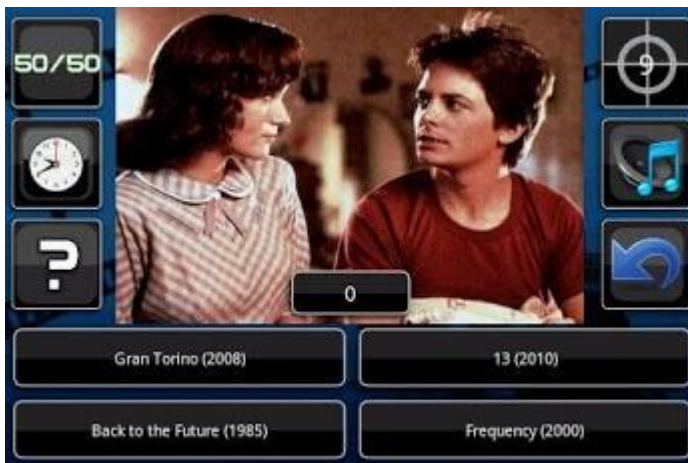 50/50
9
?
0
Gran Torino (2008)
13 (2010)
Back to the Future (1985)
Frequency (2000)